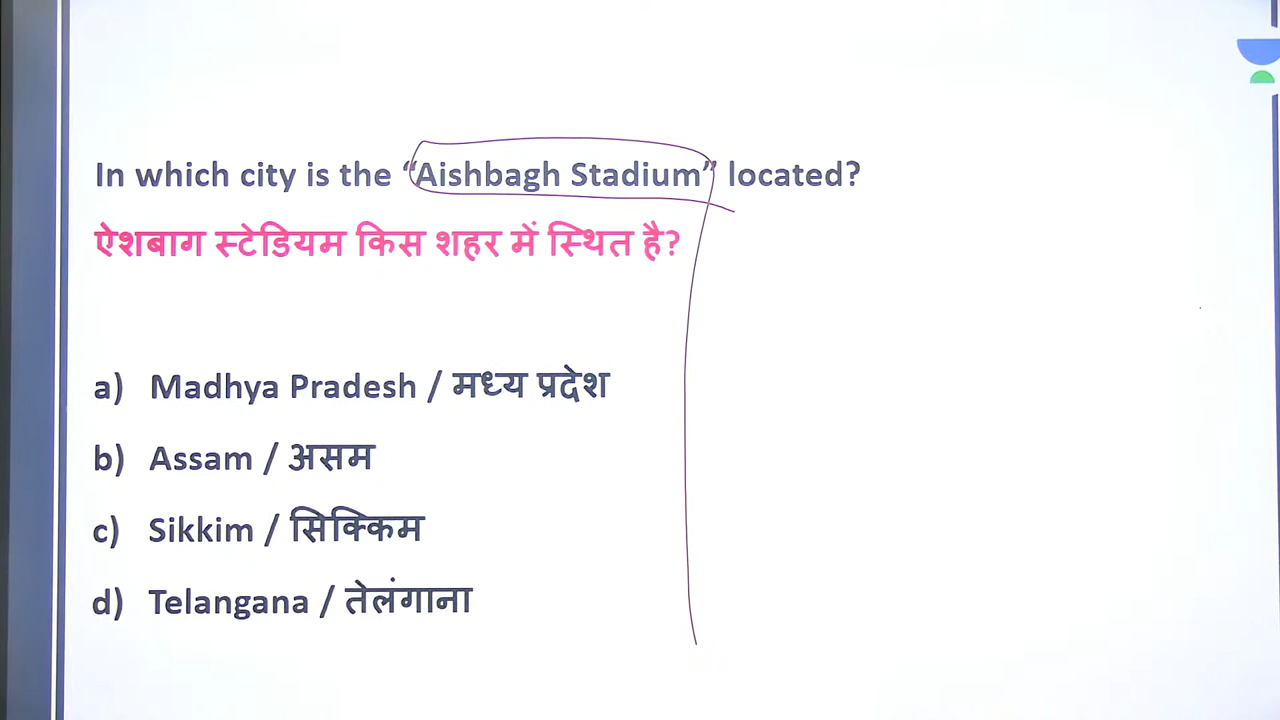 In which city is the “Aishbagh Stadium” located?
ऐशबाग स्टेडियम किस शहर में स्थित है?
a) Madhya Pradesh / मध्य प्रदेश
b) Assam / असम
c) Sikkim / सिक्किम
d) Telangana / तेलंगाना